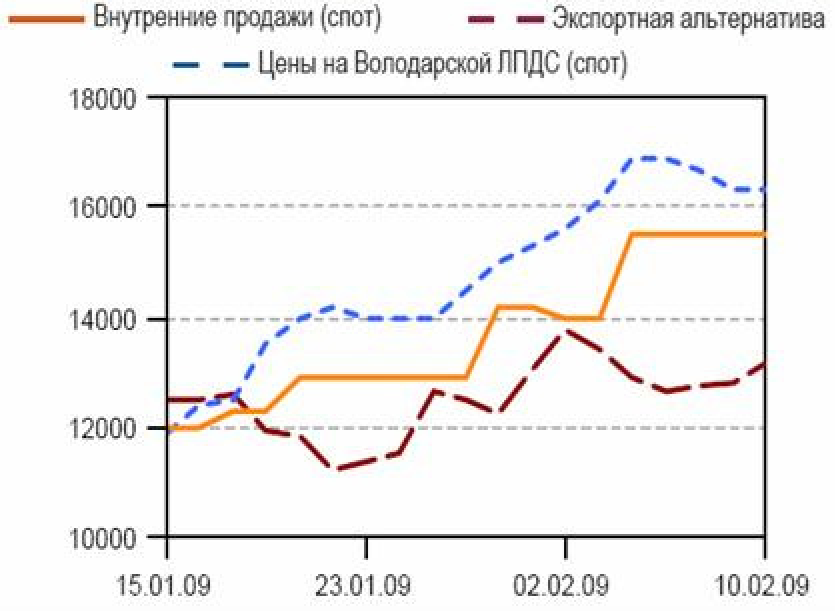 Внутренние продажи (спот) Экспортная альтернатива
Цены на Володарской ЛПДС (спот)
18000
16000
14000
12000
10000
15.01.09 23.01.09 02.02.09 10.02.09